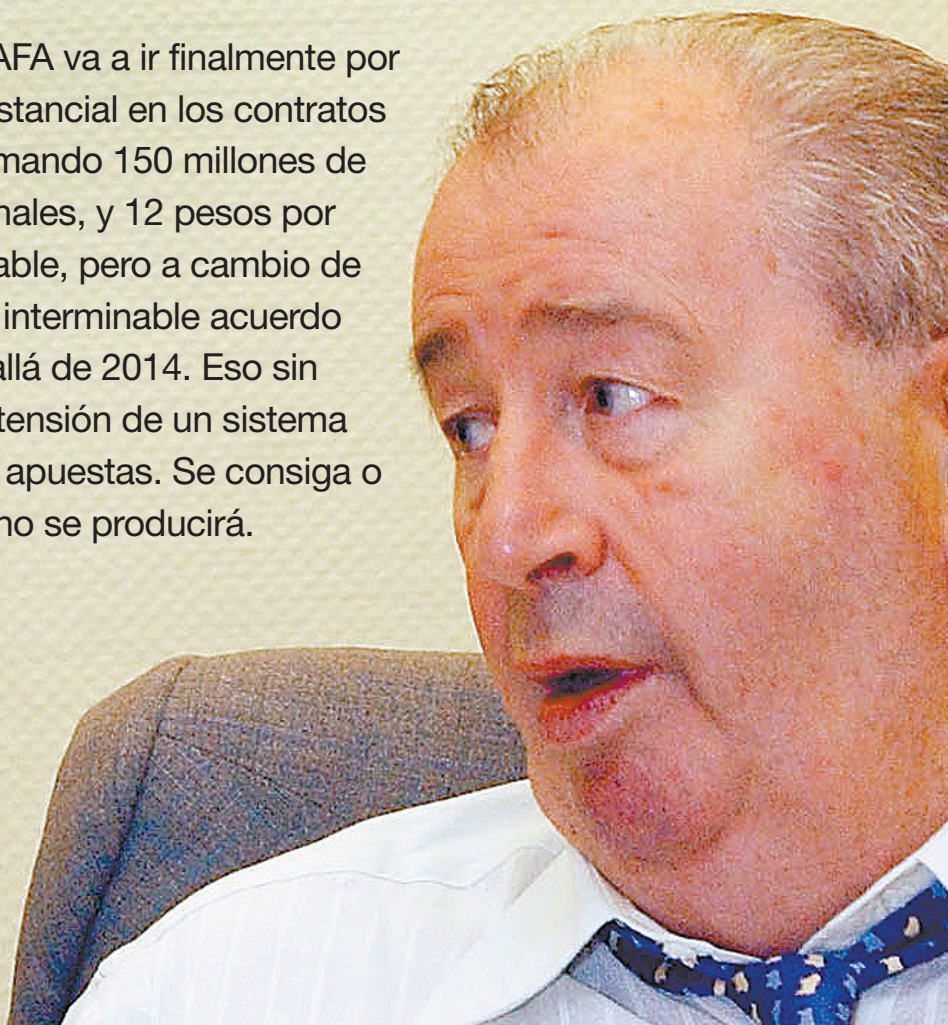 AFA va a ir finalmente por
stancial en los contratos
mando 150 millones de
nales, y 12 pesos por
able, pero a cambio de
interminable acuerdo
allá de 2014. Eso sin
tensión de un sistema
apuestas. Se consiga o
no se producirá.